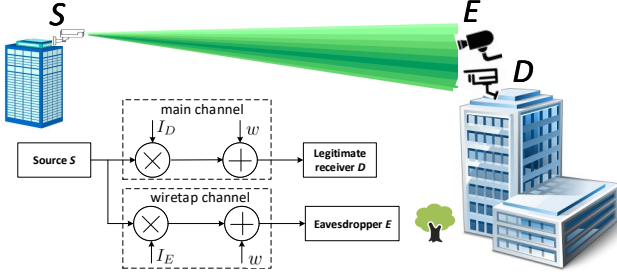 S
E
D
main channel
I_D
w
Source S
Legitimate
receiver D
wiretap channel
Eavesdropper E
I_E
w